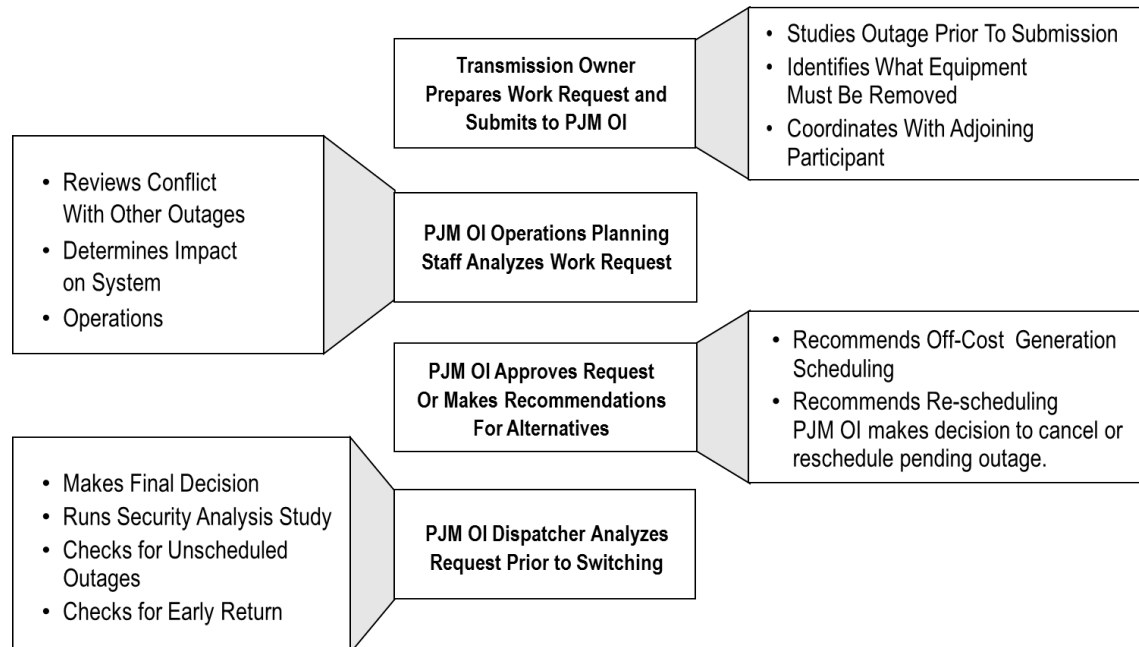 Transmission Owner
Prepares Work Request and
Submits to PJM OI
• Studies Outage Prior To Submission
• Identifies What Equipment
Must Be Removed
• Coordinates With Adjoining
Participant
• Reviews Conflict
With Other Outages
• Determines Impact
on System
• Operations
PJM OI Operations Planning
Staff Analyzes Work Request
PJM OI Approves Request
Or Makes Recommendations
For Alternatives
• Recommends Off-Cost Generation
Scheduling
• Recommends Re-scheduling
PJM OI makes decision to cancel or
reschedule pending outage.
• Makes Final Decision
• Runs Security Analysis Study
• Checks for Unscheduled
Outages
• Checks for Early Return
PJM OI Dispatcher Analyzes
Request Prior to Switching